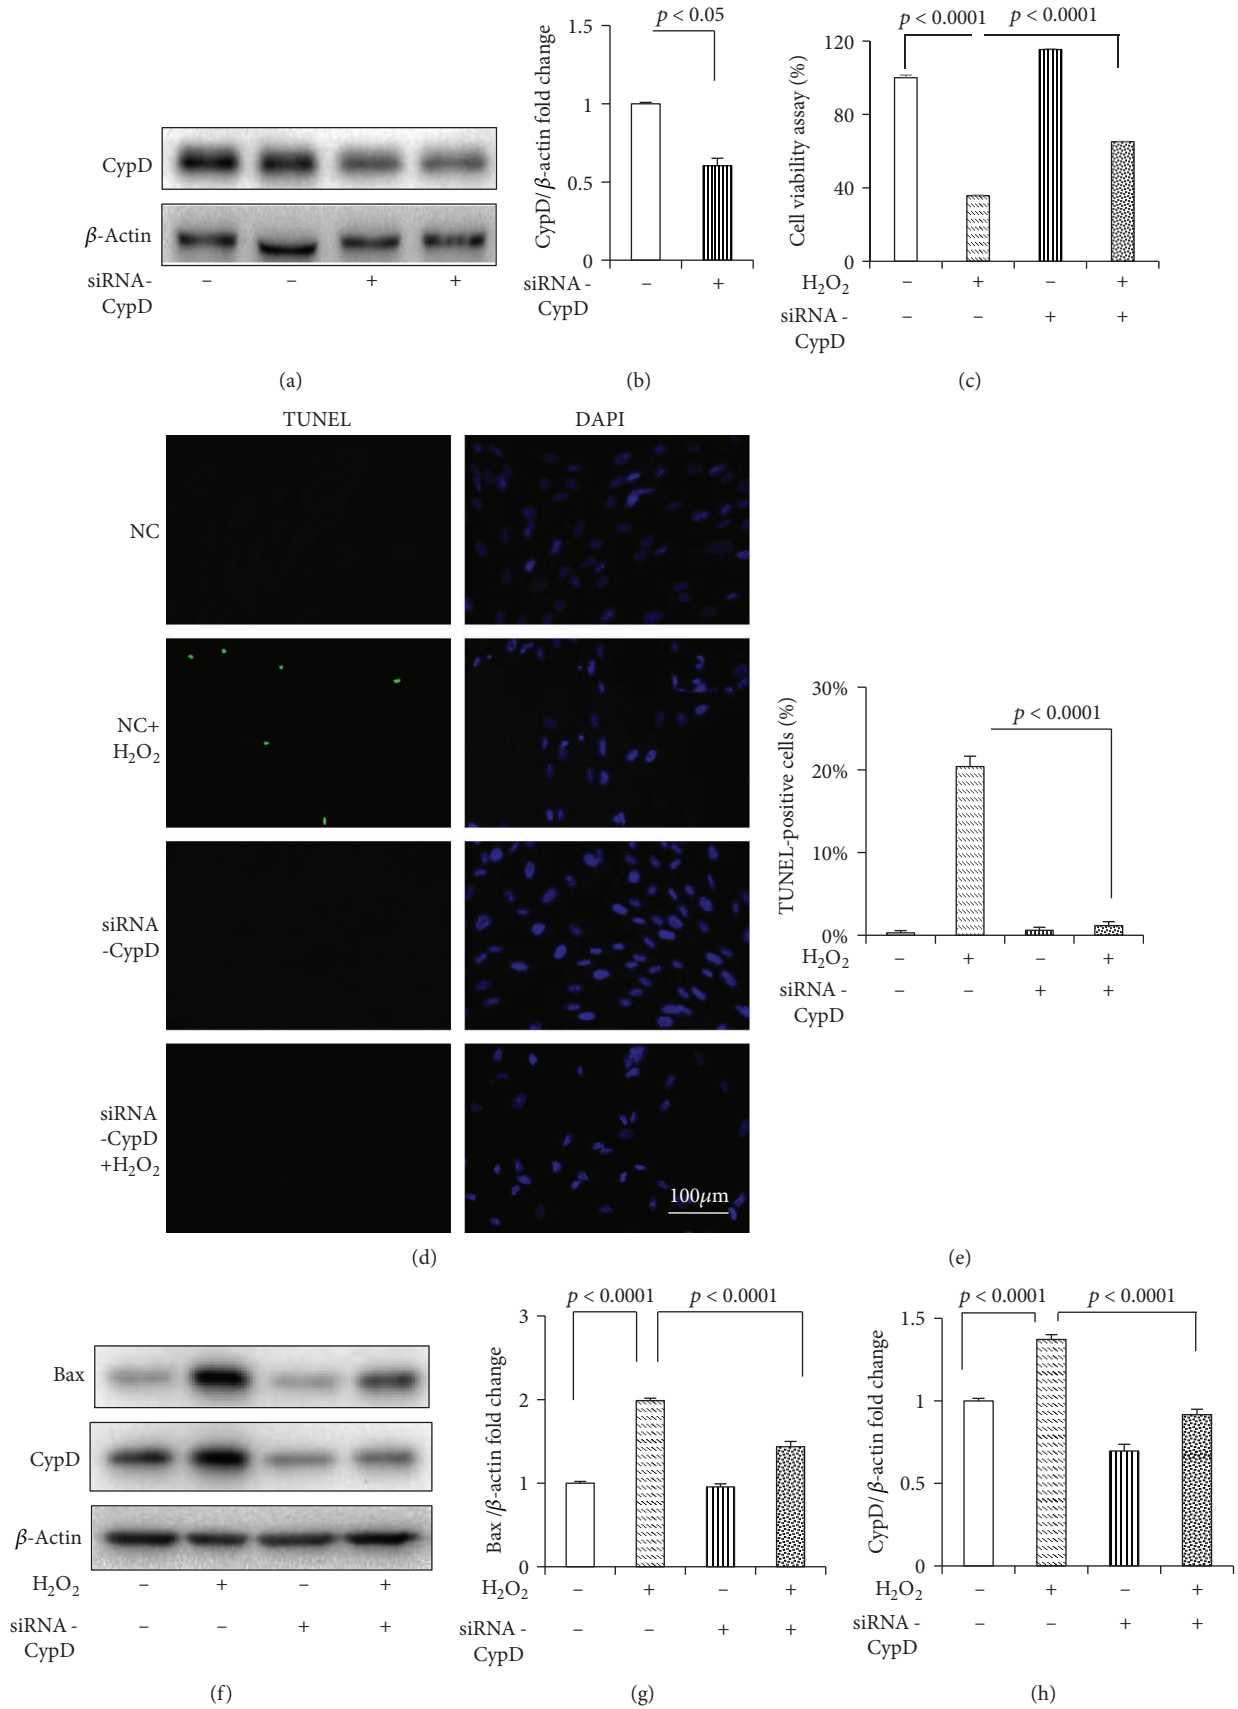 CypD
β-Actin
siRNA- – – + +
CypD
(a)
p < 0.05
CypD/β-actin fold change
1.5
1
0.5
0
siRNA - – +
CypD
(b)
p < 0.0001 p < 0.0001
Cell viability assay (%)
120
80
40
0
H₂O₂ – + – +
siRNA - – – + +
CypD
(c)
TUNEL DAPI
NC
NC+
H₂O₂
siRNA
-CypD
siRNA
-CypD
+H₂O₂
100μm
(d)
p < 0.0001
TUNEL-positive cells (%)
30%
20%
10%
0%
H₂O₂ – + – +
siRNA - – – + +
CypD
(e)
Bax
CypD
β-Actin
H₂O₂ – + – +
siRNA - – – + +
CypD
(f)
p < 0.0001 p < 0.0001
Bax /β-actin fold change
3
2
1
0
H₂O₂ – + – +
siRNA - – – + +
CypD
(g)
p < 0.0001 p < 0.0001
CypD/β-actin fold change
1.5
1
0.5
0
H₂O₂ – + – +
siRNA - – – + +
CypD
(h)